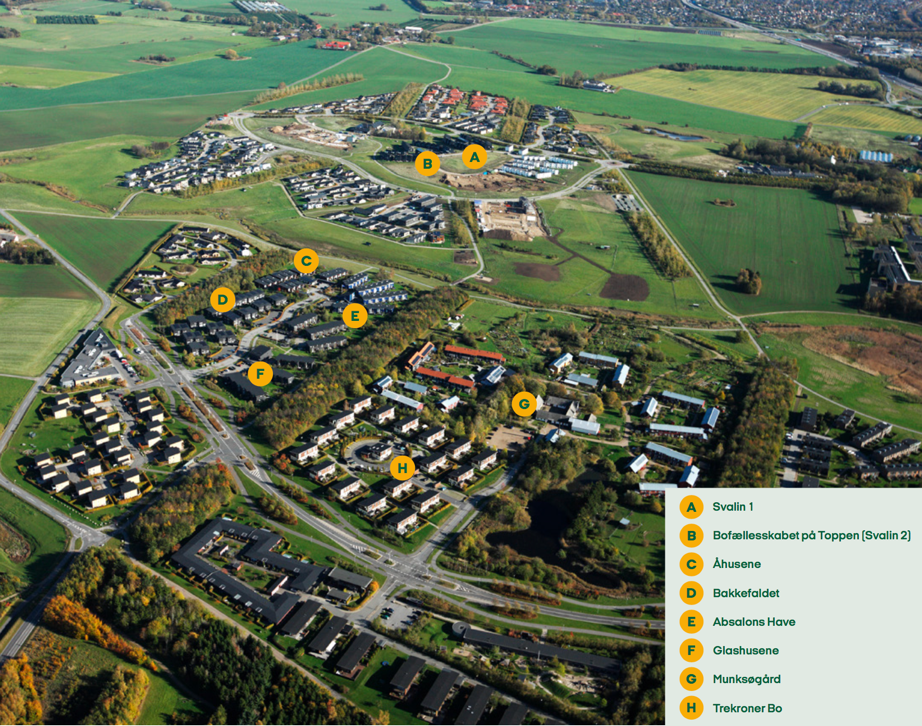 A
B
C
D
E
F
G
H
A Svalin 1
B Bofællesskabet på Toppen (Svalin 2)
C Åhusene
D Bakkefaldet
E Absalons Have
F Glashusene
G Munksøgård
H Trekroner Bo